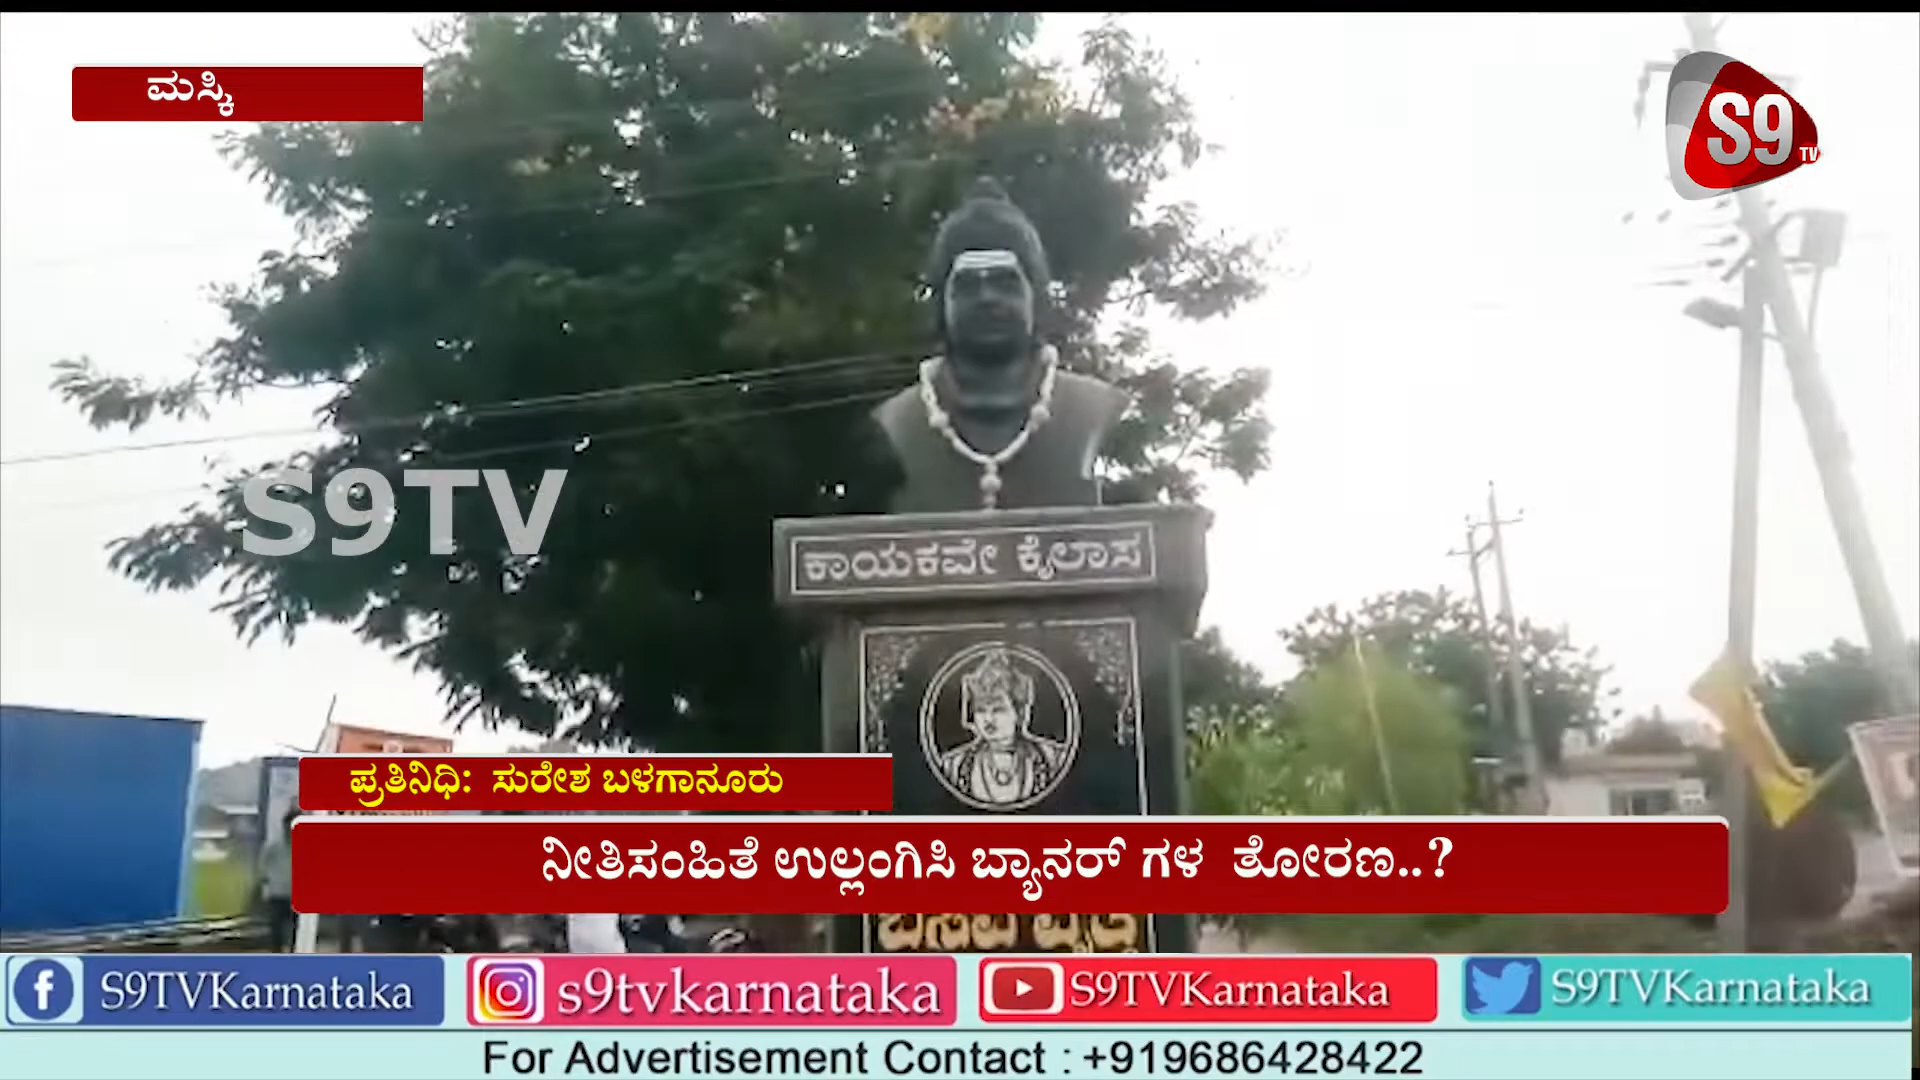 ಮಸ್ಕಿ
S9
TV
S9TV
ಕಾಯಕವೇ ಕೈಲಾಸ
ಪ್ರತಿನಿಧಿ: ಸುರೇಶ ಬಳಗಾನೂರು
ನೀತಿಸಂಹಿತೆ ಉಲ್ಲಂಗಿಸಿ ಬ್ಯಾನರ್ ಗಳ ತೋರಣ..?
S9TVKarnataka
s9tvkarnataka
S9TVKarnataka
S9TVKarnataka
For Advertisement Contact : +919686428422